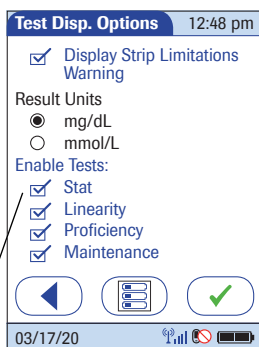 Test Disp. Options 12:48 pm
Display Strip Limitations
Warning
Result Units
mg/dL
mmol/L
Enable Tests:
Stat
Linearity
Proficiency
Maintenance
03/17/20